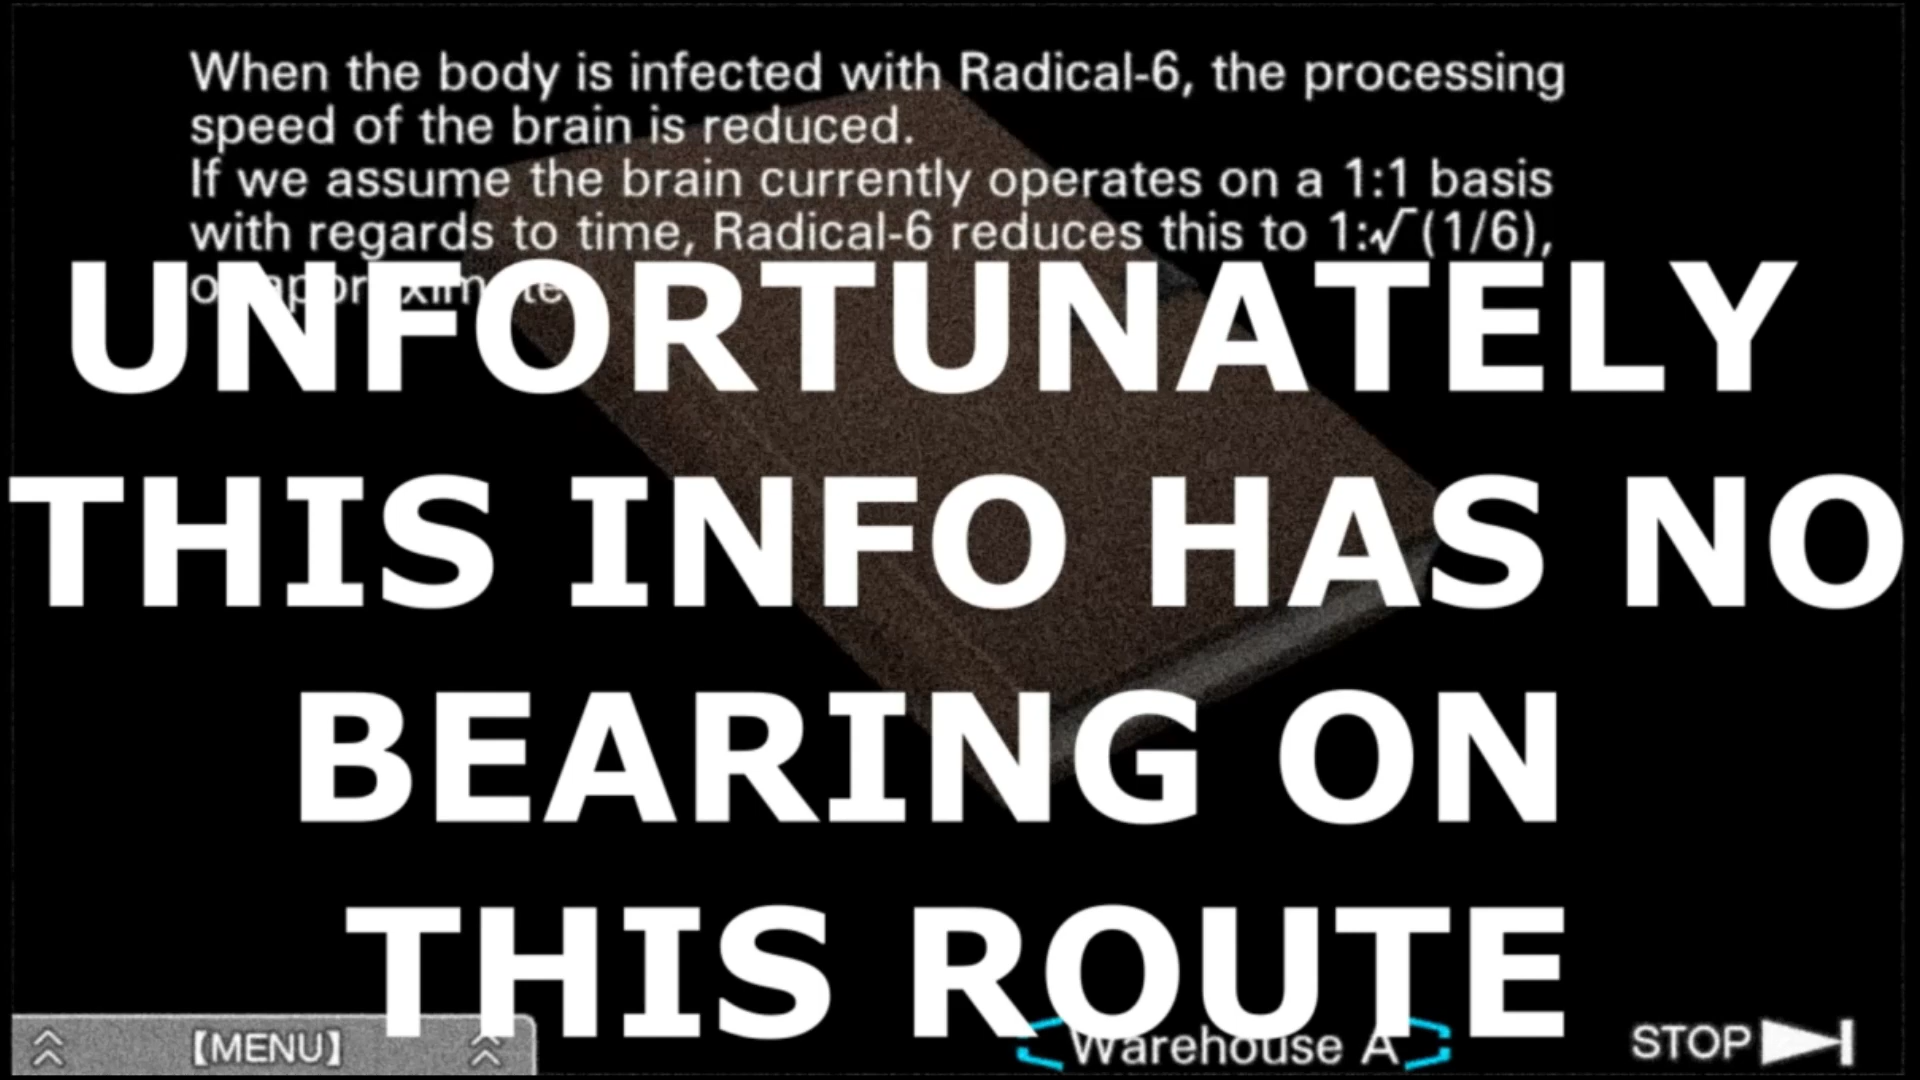 When the body is infected with Radical-6, the processing
speed of the brain is reduced.
If we assume the brain currently operates on a 1:1 basis
with regards to time, Radical-6 reduces this to 1:√(1/6),
UNFORTUNATELY
THIS INFO HAS NO
BEARING ON
THIS ROUTE
【MENU】
Warehouse A
STOP